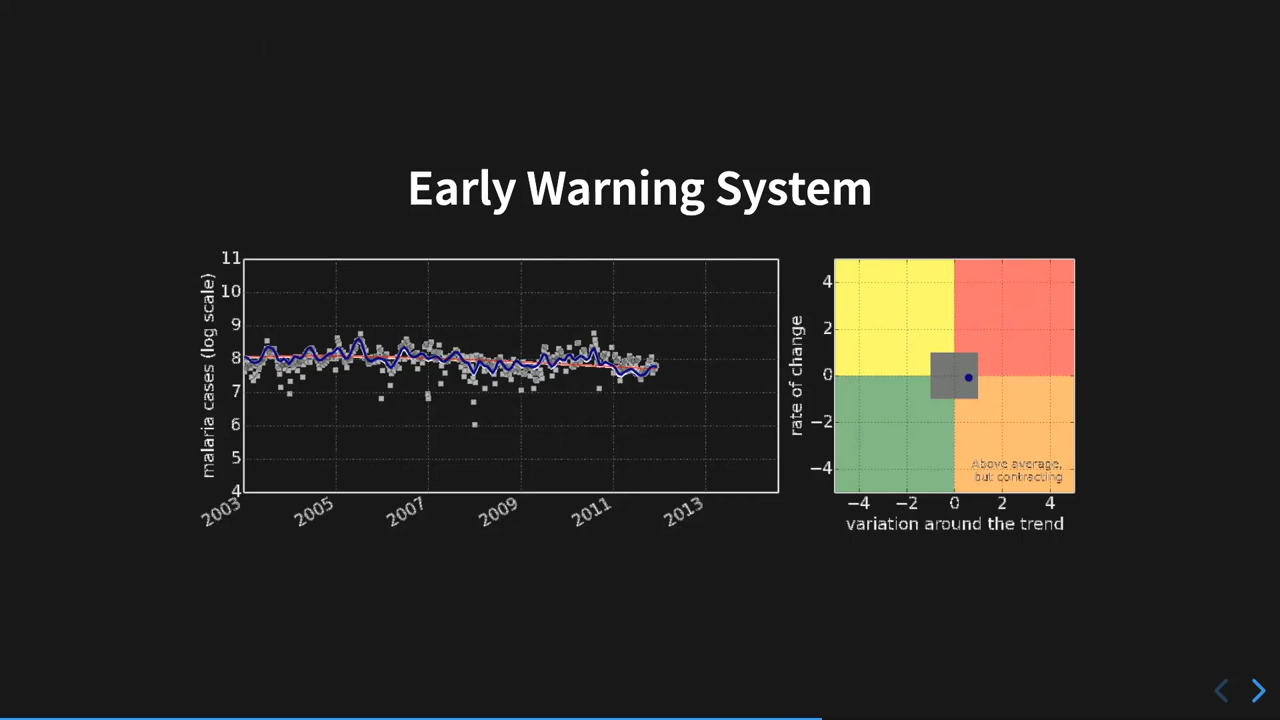 Early Warning System
malaria cases (log scale)
11
10
9
8
7
6
5
4
2003
2005
2007
2009
2011
2013
rate of change
4
2
0
−2
−4
Above average,
but contracting
−4 −2 0 2 4
variation around the trend